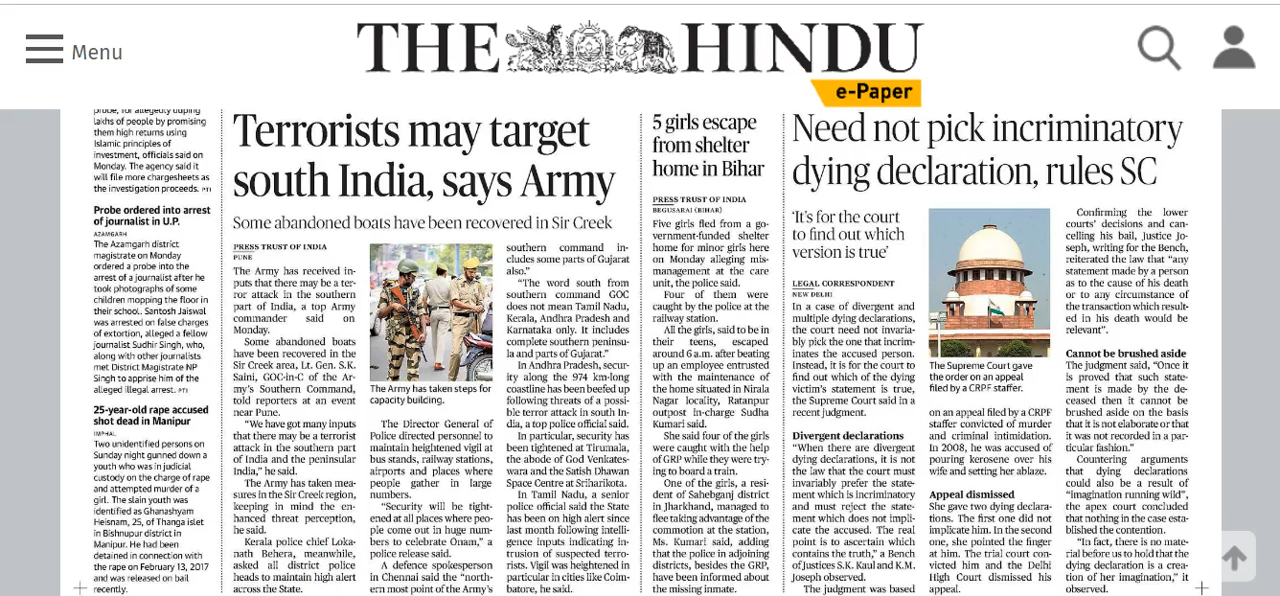 Menu
THE HINDU
e-Paper
probe, for allegedly duping
lakhs of people by promising
them high returns using
Islamic principles of
investment, officials said on
Monday. The agency said it
will file more chargesheets as
the investigation proceeds. PTI
Probe ordered into arrest
of journalist in U.P.
AZAMGARH
The Azamgarh district
magistrate on Monday
ordered a probe into the
arrest of a journalist after he
took photographs of some
children mopping the floor in
their school. Santosh Jaiswal
was arrested on false charges
of extortion, alleged a fellow
journalist Sudhir Singh, who,
along with other journalists
met District Magistrate NP
Singh to apprise him of the
alleged illegal arrest. PTI
25-year-old rape accused
shot dead in Manipur
IMPHAL
Two unidentified persons on
Sunday night gunned down a
youth who was in judicial
custody on the charge of rape
and attempted murder of a
girl. The slain youth was
identified as Ghanashyam
Heisnam, 25, of Thanga islet
in Bishnupur district in
Manipur. He had been
detained in connection with
the rape on February 13, 2017
and was released on bail
recently.
Terrorists may target
south India, says Army
Some abandoned boats have been recovered in Sir Creek
PRESS TRUST OF INDIA
PUNE
The Army has received in-
puts that there may be a ter-
ror attack in the southern
part of India, a top Army
commander said on
Monday.
Some abandoned boats
have been recovered in the
Sir Creek area, Lt. Gen. S.K.
Saini, GOC-in-C of the Ar-
my's Southern Command,
told reporters at an event
near Pune.
"We have got many inputs
that there may be a terrorist
attack in the southern part
of India and the peninsular
India," he said.
The Army has taken mea-
sures in the Sir Creek region,
keeping in mind the en-
hanced threat perception,
he said.
Kerala police chief Loka-
nath Behera, meanwhile,
asked all district police
heads to maintain high alert
across the State.
The Army has taken steps for
capacity building.
The Director General of
Police directed personnel to
maintain heightened vigil at
bus stands, railway stations,
airports and places where
people gather in large
numbers.
"Security will be tight-
ened at all places where peo-
ple come out in huge num-
bers to celebrate Onam," a
police release said.
A defence spokesperson
in Chennai said the "north-
ern most point of the Army's
southern command in-
cludes some parts of Gujarat
also."
"The word south from
southern command GOC
does not mean Tamil Nadu,
Kerala, Andhra Pradesh and
Karnataka only. It includes
complete southern peninsu-
la and parts of Gujarat."
In Andhra Pradesh, secur-
ity along the 974 km-long
coastline has been beefed up
following threats of a possi-
ble terror attack in south In-
dia, a top police official said.
In particular, security has
been tightened at Tirumala,
the abode of God Venkates-
wara and the Satish Dhawan
Space Centre at Sriharikota.
In Tamil Nadu, a senior
police official said the State
has been on high alert since
last month following intelli-
gence inputs indicating in-
trusion of suspected terro-
rists. Vigil was heightened in
particular in cities like Coim-
batore, he said.
5 girls escape
from shelter
home in Bihar
PRESS TRUST OF INDIA
BEGUSARAI (BIHAR)
Five girls fled from a go-
vernment-funded shelter
home for minor girls here
on Monday alleging mis-
management at the care
unit, the police said.
Four of them were
caught by the police at the
railway station.
All the girls, said to be in
their teens, escaped
around 6 a.m. after beating
up an employee entrusted
with the maintenance of
the home situated in Nirala
Nagar locality, Ratanpur
outpost in-charge Sudha
Kumari said.
She said four of the girls
were caught with the help
of GRP while they were try-
ing to board a train.
One of the girls, a resi-
dent of Sahebganj district
in Jharkhand, managed to
flee taking advantage of the
commotion at the station,
Ms. Kumari said, adding
that the police in adjoining
districts, besides the GRP,
have been informed about
the missing inmate.
Need not pick incriminatory
dying declaration, rules SC
'It's for the court
to find out which
version is true'
LEGAL CORRESPONDENT
NEW DELHI
In a case of divergent and
multiple dying declarations,
the court need not invaria-
bly pick the one that incrim-
inates the accused person.
Instead, it is for the court to
find out which of the dying
victim's statement is true,
the Supreme Court said in a
recent judgment.
Divergent declarations
"When there are divergent
dying declarations, it is not
the law that the court must
invariably prefer the state-
ment which is incriminatory
and must reject the state-
ment which does not impli-
cate the accused. The real
point is to ascertain which
contains the truth," a Bench
of Justices S.K. Kaul and K.M.
Joseph observed.
The judgment was based
The Supreme Court gave
the order on an appeal
filed by a CRPF staffer.
on an appeal filed by a CRPF
staffer convicted of murder
and criminal intimidation.
In 2008, he was accused of
pouring kerosene over his
wife and setting her ablaze.
Appeal dismissed
She gave two dying declara-
tions. The first one did not
implicate him. In the second
one, she pointed the finger
at him. The trial court con-
victed him and the Delhi
High Court dismissed his
appeal.
Confirming the lower
courts' decisions and can-
celling his bail, Justice Jo-
seph, writing for the Bench,
reiterated the law that "any
statement made by a person
as to the cause of his death
or to any circumstance of
the transaction which result-
ed in his death would be
relevant".
Cannot be brushed aside
The judgment said, "Once it
is proved that such state-
ment is made by the de-
ceased then it cannot be
brushed aside on the basis
that it is not elaborate or that
it was not recorded in a par-
ticular fashion."
Countering arguments
that dying declarations
could also be a result of
"imagination running wild",
the apex court concluded
that nothing in the case estab-
lished the contention.
"In fact, there is no mate-
rial before us to hold that the
dying declaration is a crea-
tion of her imagination," it
observed.